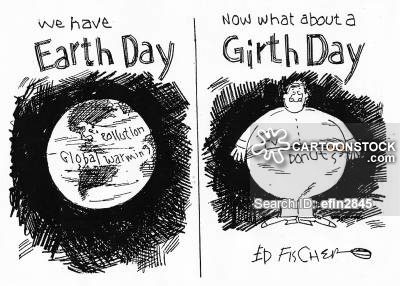 we have
Earth Day
Pollution
Global warming
Now what about a
Girth Day
CARTOONSTOCK
.com
Donuts
Search ID: efin2845
ED FISCHER